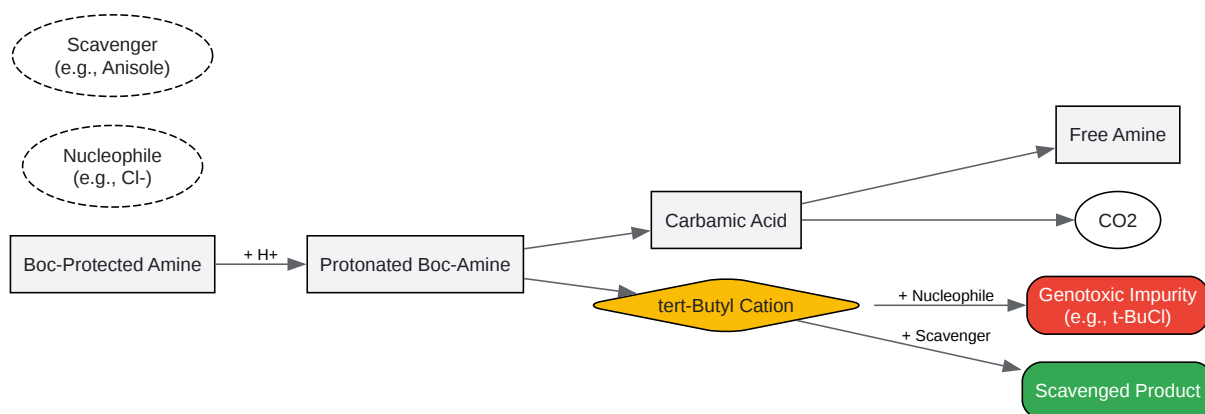 Scavenger
(e.g., Anisole)
Nucleophile
(e.g., Cl-)
Boc-Protected Amine
+ H+
Protonated Boc-Amine
Carbamic Acid
tert-Butyl Cation
Free Amine
CO2
+ Nucleophile
Genotoxic Impurity
(e.g., t-BuCl)
+ Scavenger
Scavenged Product